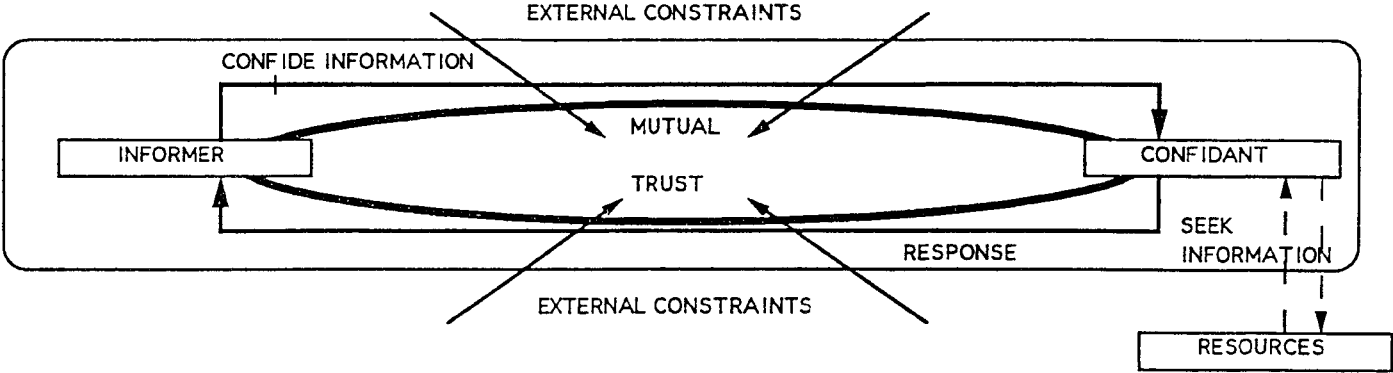 EXTERNAL CONSTRAINTS
CONFIDE INFORMATION
MUTUAL
INFORMER
CONFIDANT
TRUST
SEEK
RESPONSE
INFORMATION
EXTERNAL CONSTRAINTS
RESOURCES